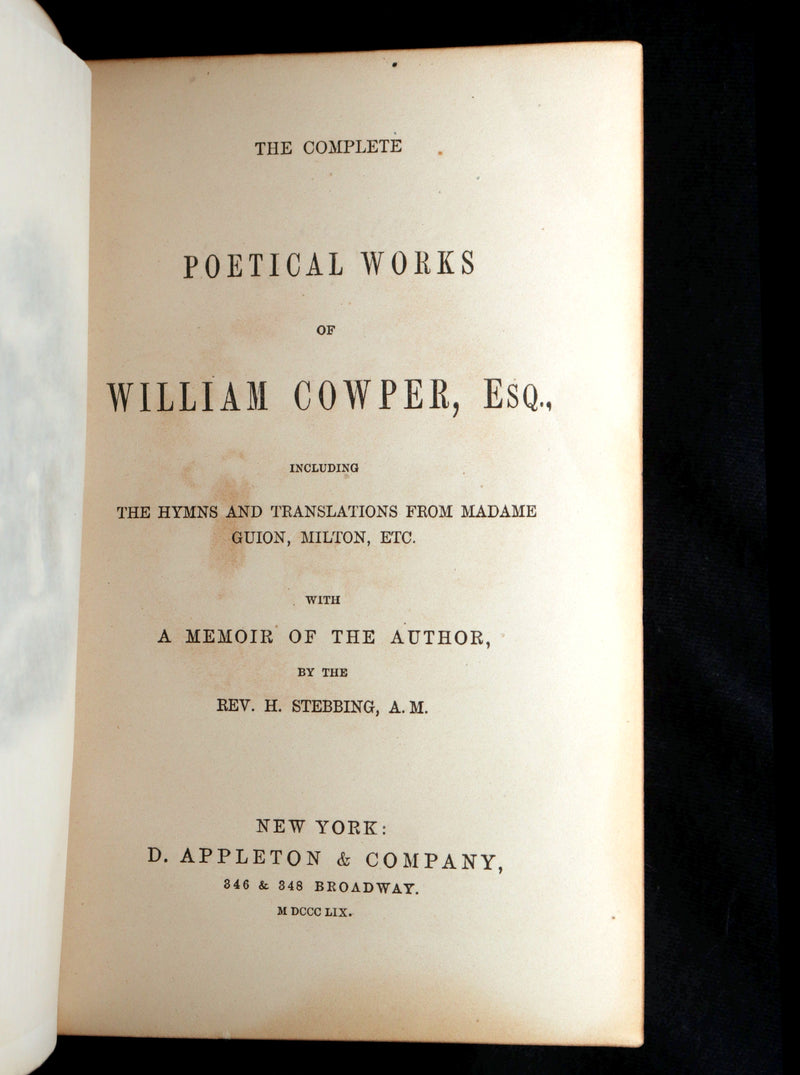 THE COMPLETE
POETICAL WORKS
OF
WILLIAM COWPER, ESQ.,
INCLUDING
THE HYMNS AND TRANSLATIONS FROM MADAME
GUION, MILTON, ETC.
WITH
A MEMOIR OF THE AUTHOR,
BY THE
REV. H. STEBBING, A. M.
NEW YORK:
D. APPLETON & COMPANY,
346 & 348 BROADWAY.
M DCCC LIX.